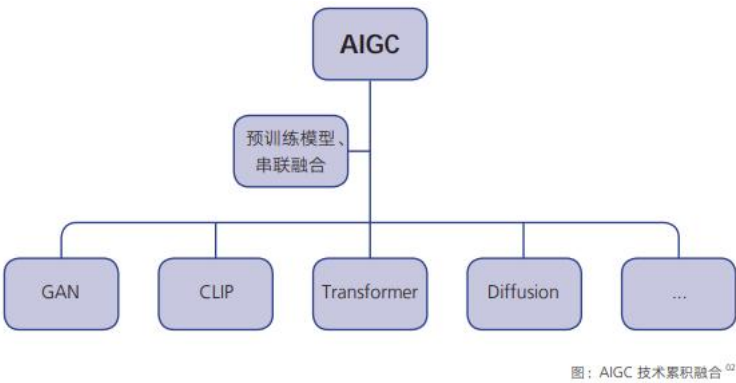 AIGC
预训练模型、
串联融合
GAN
CLIP
Transformer
Diffusion
...
图：AIGC 技术累积融合 02